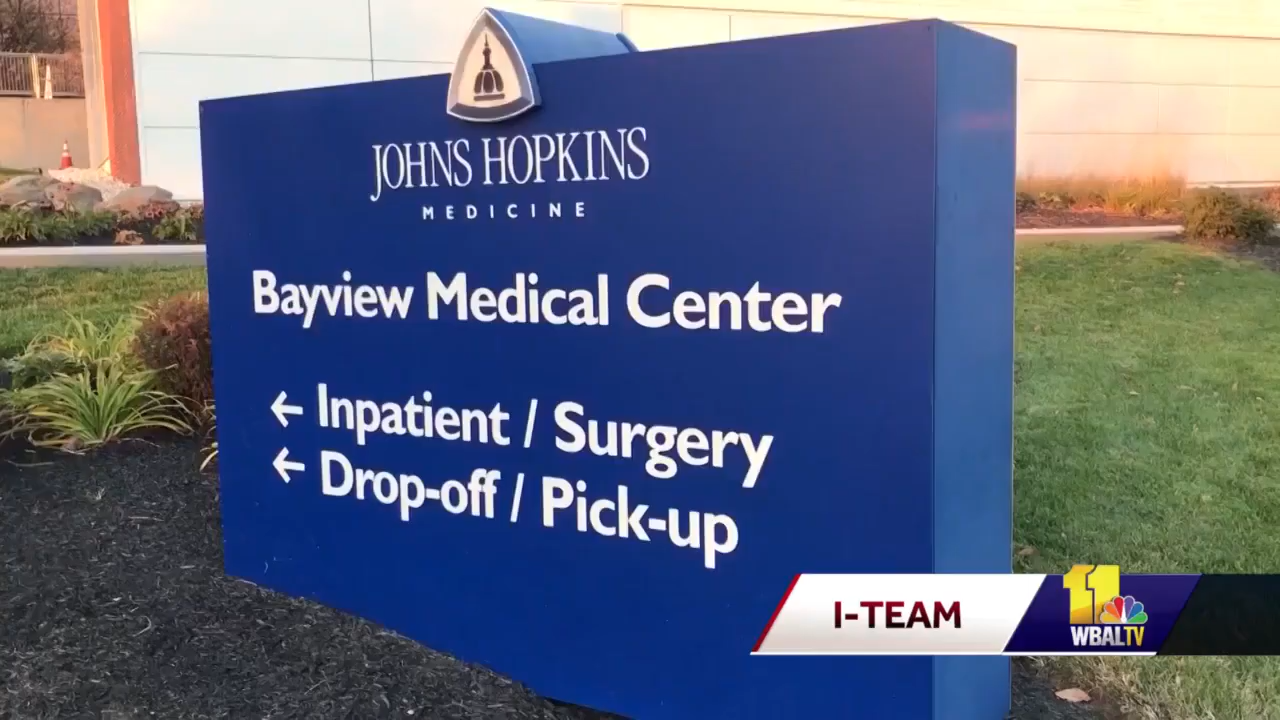 JOHNS HOPKINS
MEDICINE
Bayview Medical Center
← Inpatient / Surgery
← Drop-off / Pick-up
I-TEAM
11
WBALTV